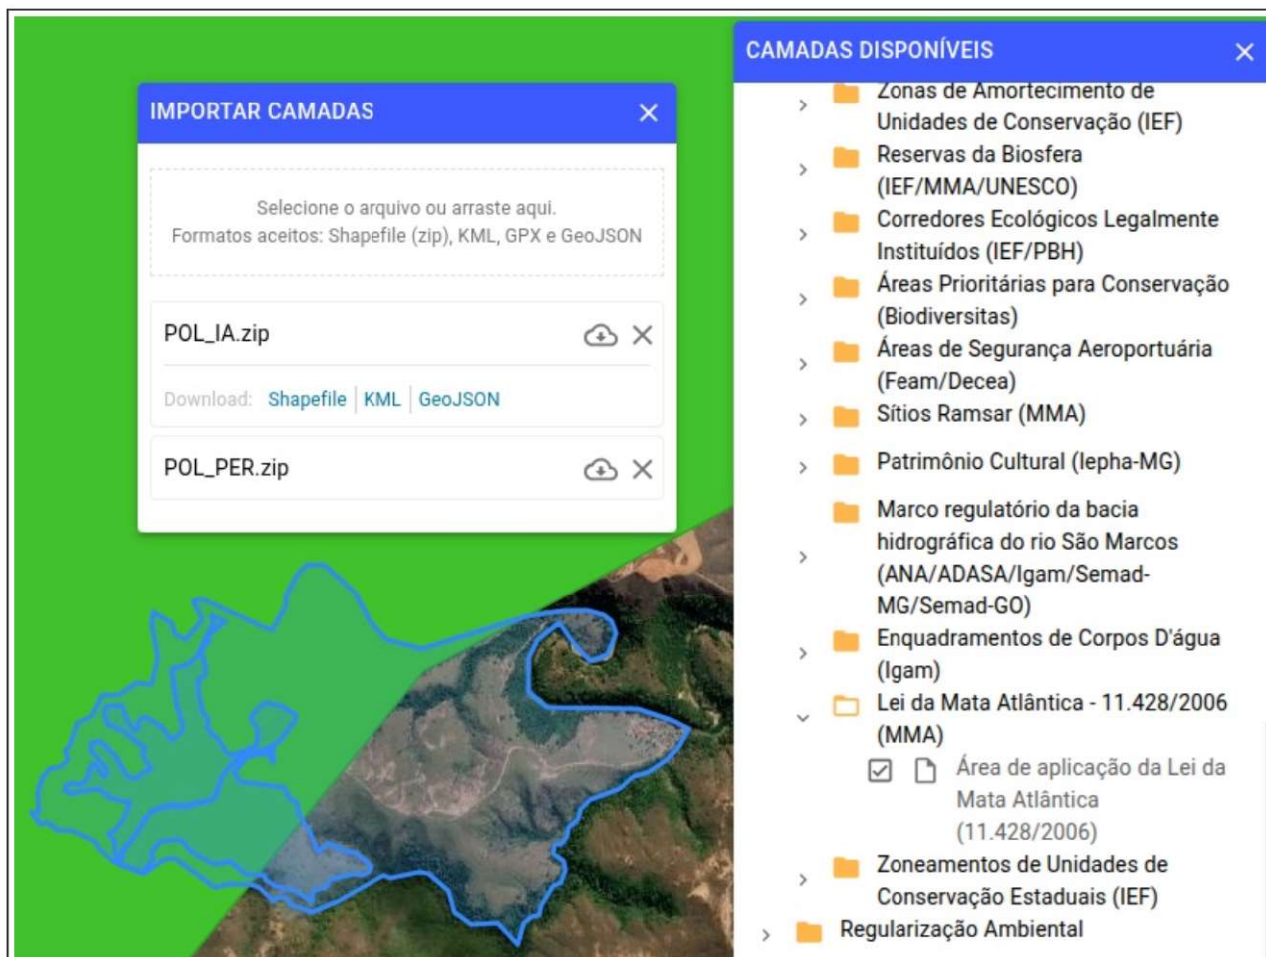 IMPORTAR CAMADAS
Selecione o arquivo ou arraste aqui.
Formatos aceitos: Shapefile (zip), KML, GPX e GeoJSON
POL_IA.zip
Download: Shapefile KML GeoJSON
POL_PER.zip
CAMADAS DISPONÍVEIS
Zonas de Amortecimento de
Unidades de Conservação (IEF)
Reservas da Biosfera
(IEF/MMA/UNESCO)
Corredores Ecológicos Legalmente
Instituídos (IEF/PBH)
Áreas Prioritárias para Conservação
(Biodiversitas)
Áreas de Segurança Aeroportuária
(Feam/Decea)
Sítios Ramsar (MMA)
Patrimônio Cultural (Iepha-MG)
Marco regulatório da bacia
hidrográfica do rio São Marcos
(ANA/ADASA/Igam/Semad-
MG/Semad-GO)
Enquadramentos de Corpos D'água
(Igam)
Lei da Mata Atlântica - 11.428/2006
(MMA)
Área de aplicação da Lei da
Mata Atlântica
(11.428/2006)
Zoneamentos de Unidades de
Conservação Estaduais (IEF)
Regularização Ambiental